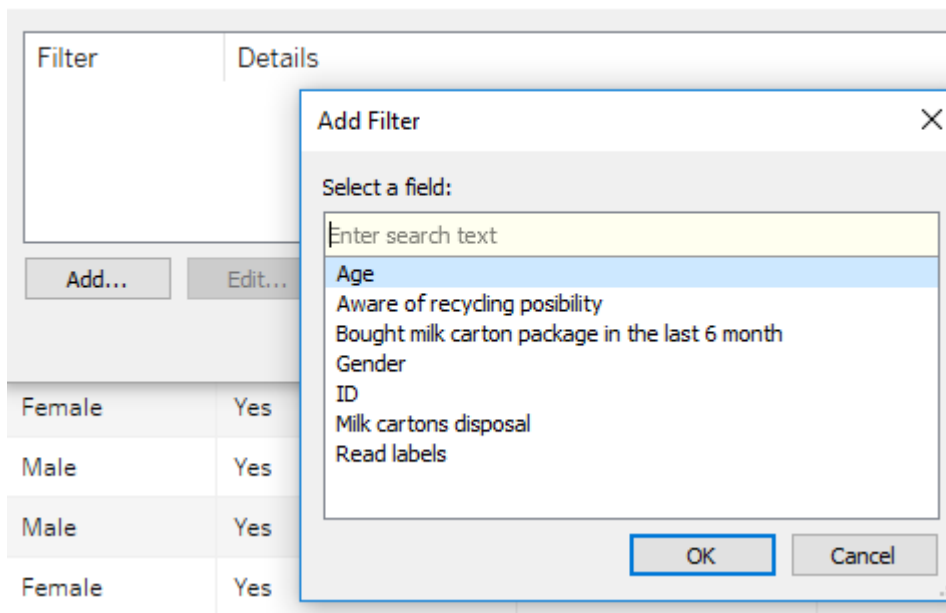 Filter Details
Add Filter
Select a field:
Enter search text
Age
Aware of recycling posibility
Bought milk carton package in the last 6 month
Gender
ID
Milk cartons disposal
Read labels
Add... Edit...
OK Cancel
Female Yes
Male Yes
Male Yes
Female Yes